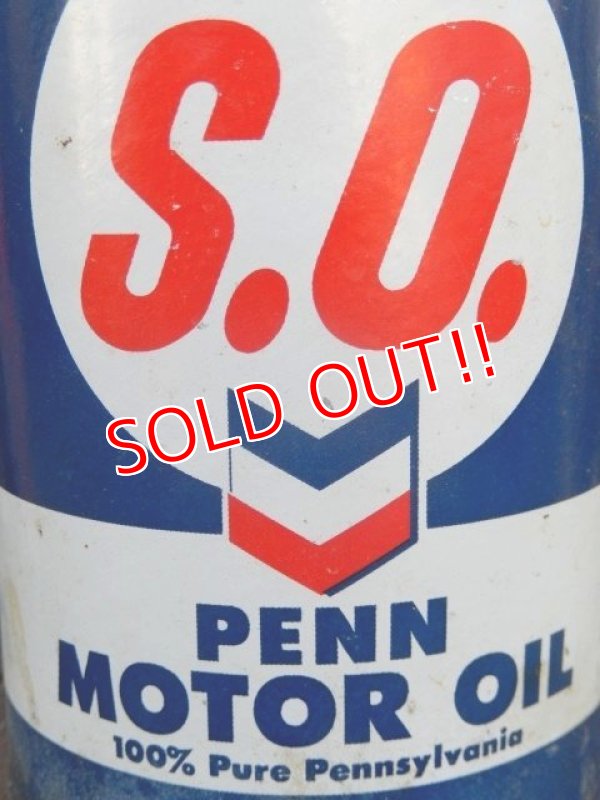 S.O.
SOLD OUT!!
PENN
MOTOR OIL
100% Pure Pennsylvania